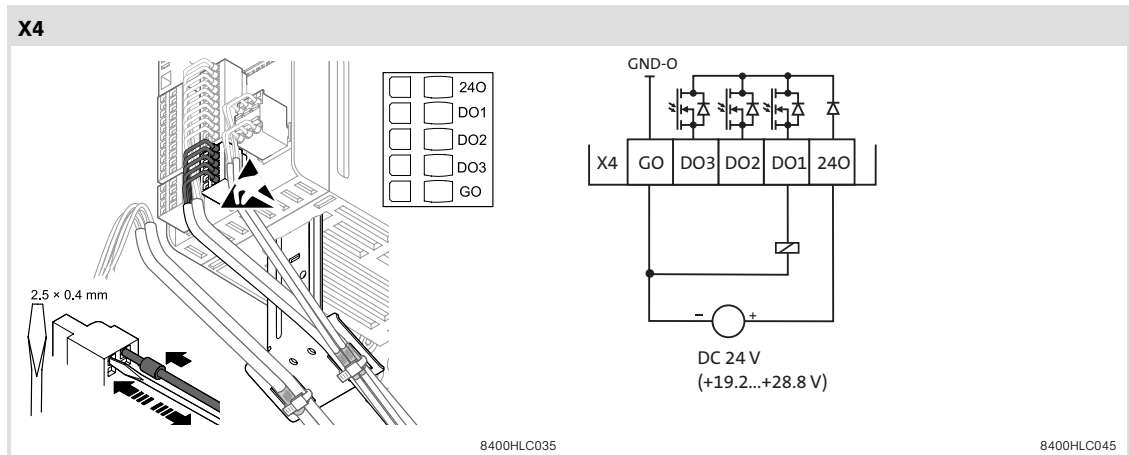 X4
24O
DO1
DO2
DO3
GO
2.5 × 0.4 mm
8400HLC035
GND-O
X4 GO DO3 DO2 DO1 24O
– +
DC 24 V
(+19.2...+28.8 V)
8400HLC045